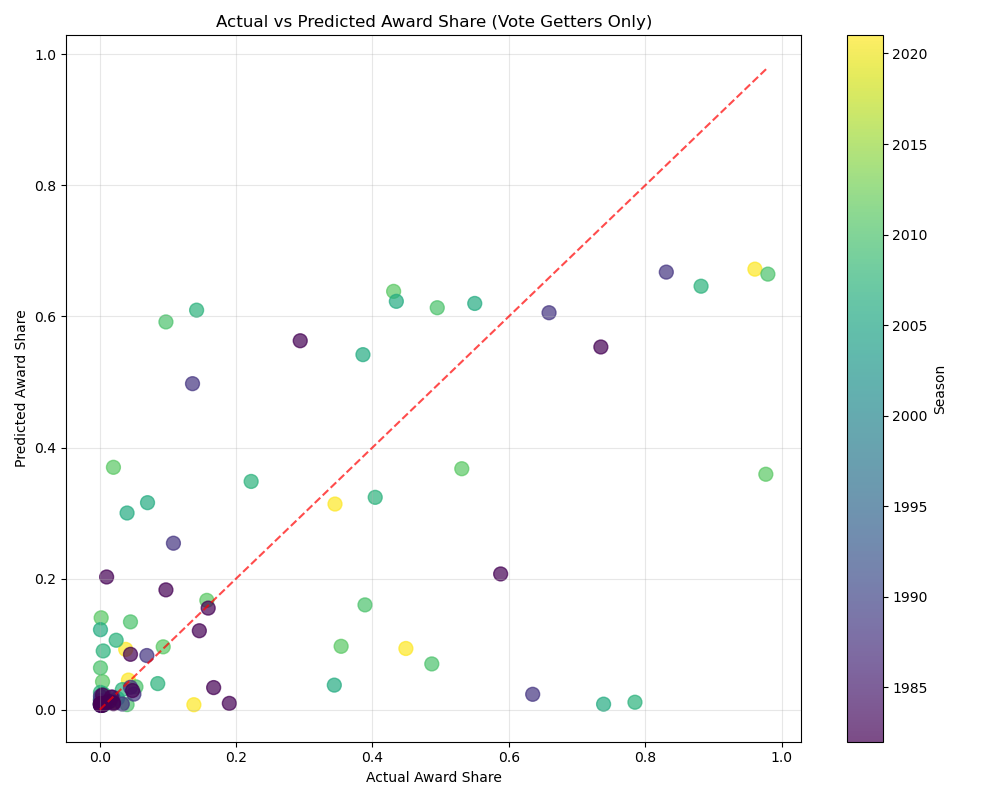 Actual vs Predicted Award Share (Vote Getters Only)
Predicted Award Share
1.0
0.8
0.6
0.4
0.2
0.0
0.0 0.2 0.4 0.6 0.8 1.0
Actual Award Share
2020
2015
2010
2005
2000
1995
1990
1985
Season